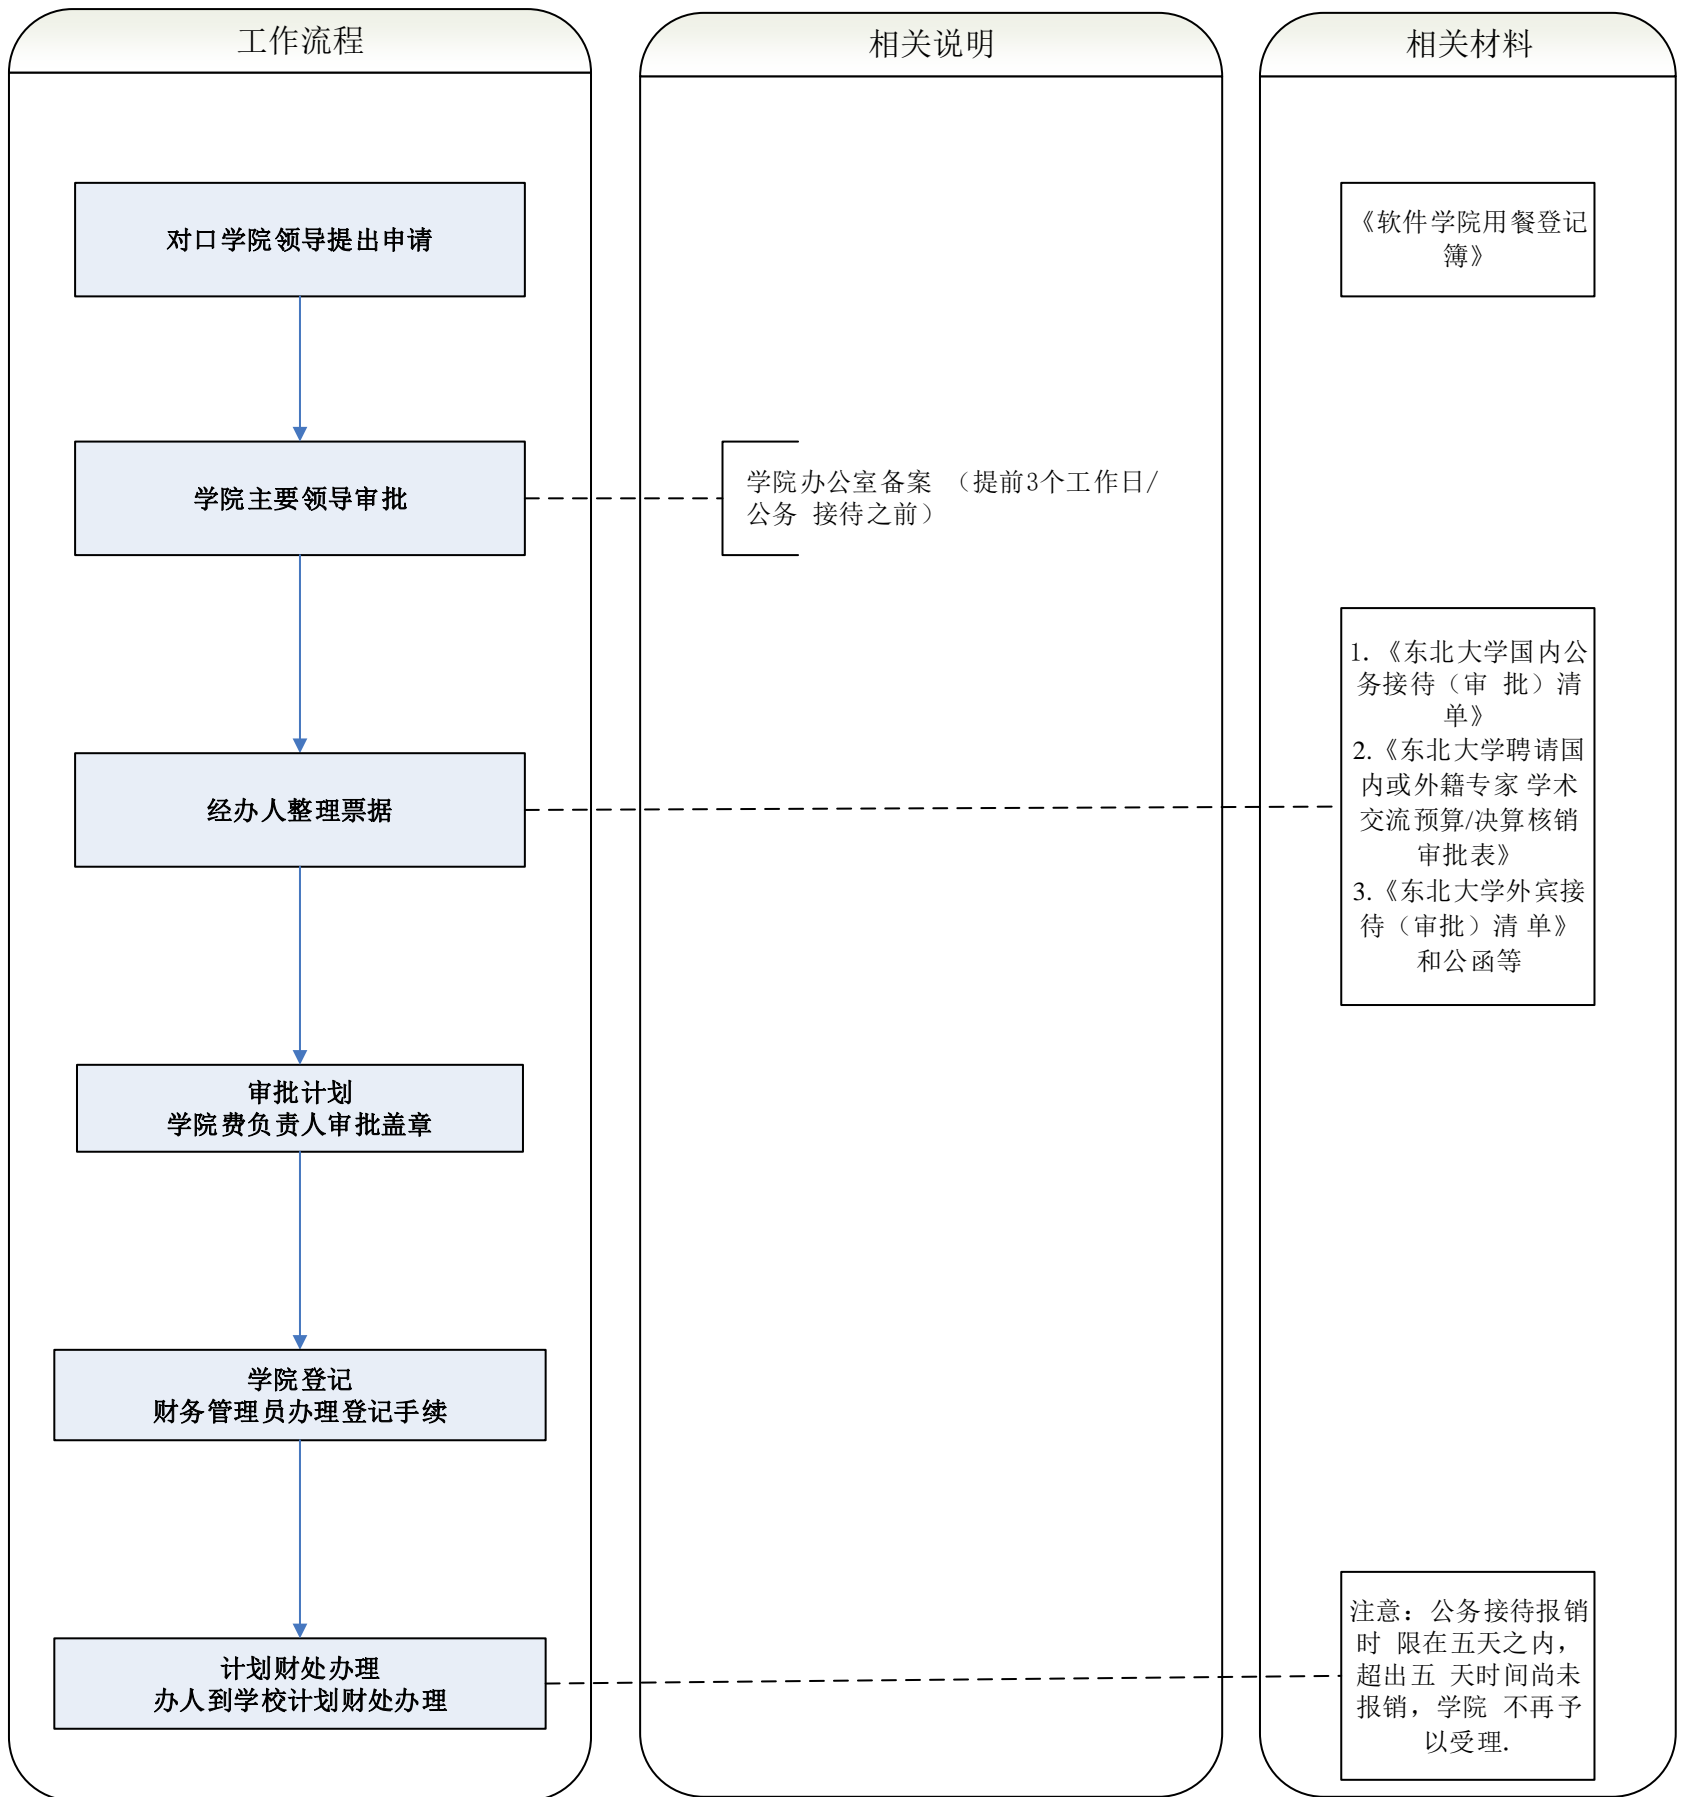 工作流程
相关说明
相关材料
对口学院领导提出申请
《软件学院用餐登记
簿》
学院主要领导审批
学院办公室备案 （提前3个工作日/
公务 接待之前）
经办人整理票据
1.《东北大学国内公
务接待（审 批）清
单》
2.《东北大学聘请国
内或外籍专家 学术
交流预算/决算核销
审批表》
3.《东北大学外宾接
待（审批）清 单》
和公函等
审批计划
学院费负责人审批盖章
学院登记
财务管理员办理登记手续
计划财处办理
办人到学校计划财处办理
注意：公务接待报销
时 限在五天之内，
超出五 天时间尚未
报销，学院 不再予
以受理.